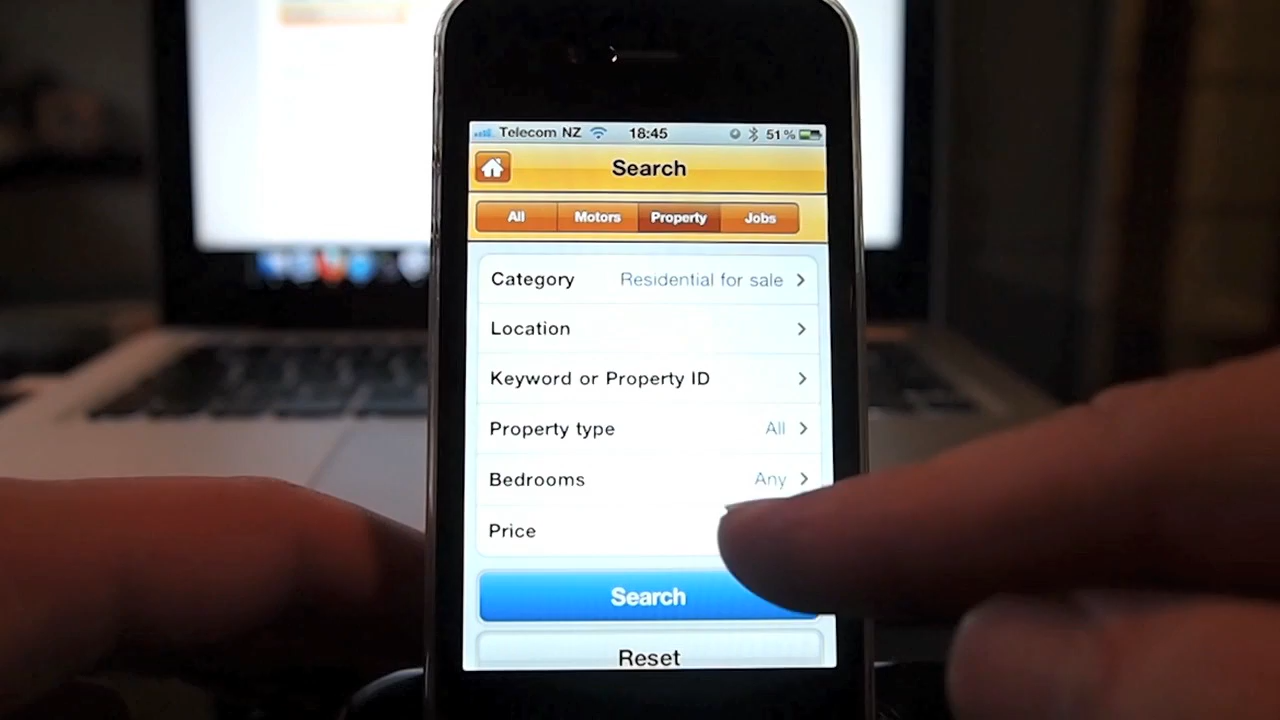 Telecom NZ 18:45 51%
Search
All Motors Property Jobs
Category Residential for sale
Location
Keyword or Property ID
Property type All
Bedrooms Any
Price
Search
Reset